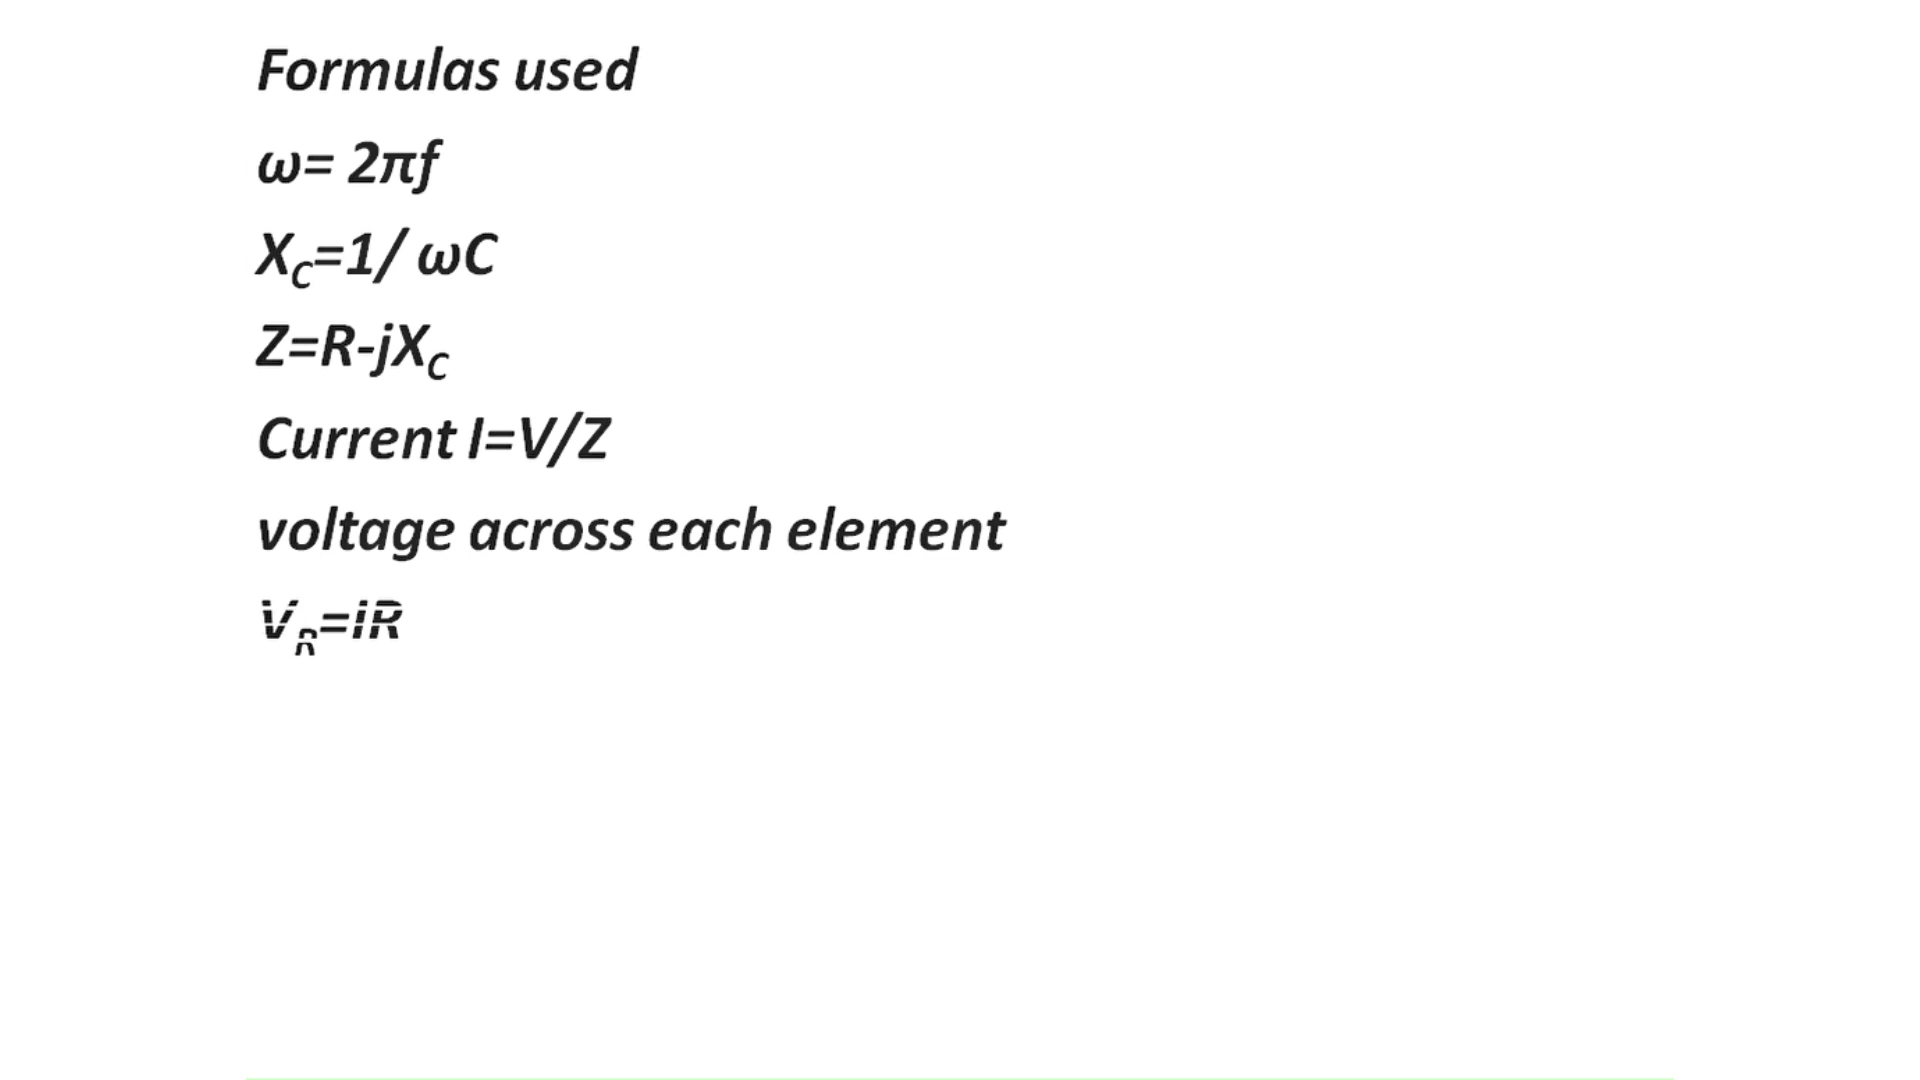 Formulas used
ω= 2πf
X_C=1/ ωC
Z=R-jX_C
Current I=V/Z
voltage across each element
V_R=IR